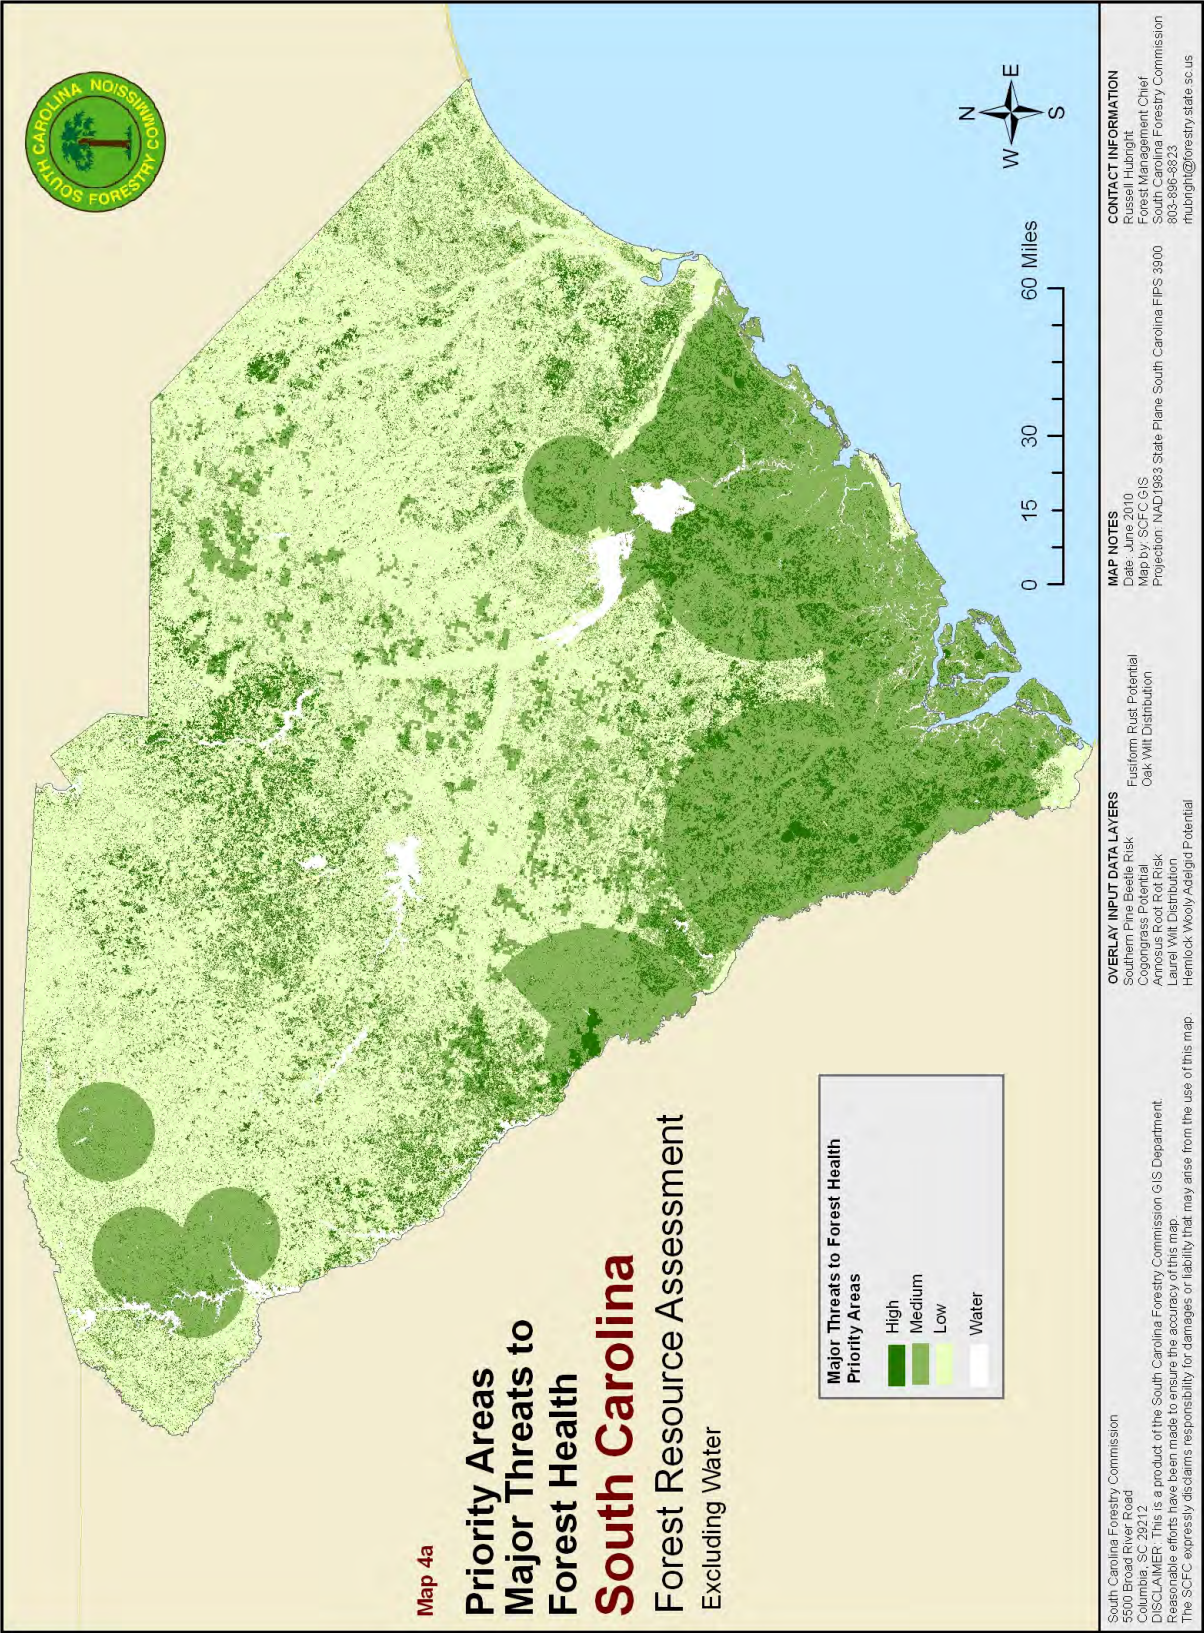 SOUTH CAROLINA
FORESTRY COMMISSION
Map 4a
Priority Areas
Major Threats to
Forest Health
South Carolina
Forest Resource Assessment
Excluding Water
Major Threats to Forest Health
Priority Areas
High
Medium
Low
Water
N
W
E
S
0
15
30
60 Miles
South Carolina Forestry Commission
5500 Broad River Road
Columbia, SC 29212
DISCLAIMER: This is a product of the South Carolina Forestry Commission GIS Department.
Reasonable efforts have been made to ensure the accuracy of this map.
The SCFC expressly disclaims responsibility for damages or liability that may arise from the use of this map.
OVERLAY INPUT DATA LAYERS
Southern Pine Beetle Risk
Cogongrass Potential
Annosus Root Rot Risk
Laurel Wilt Distribution
Hemlock Wooly Adelgid Potential
Fusiform Rust Potential
Oak Wilt Distribution
MAP NOTES
Date: June 2010
Map by: SCFC GIS
Projection: NAD1983 State Plane South Carolina FIPS 3900
CONTACT INFORMATION
Russell Hubright
Forest Management Chief
South Carolina Forestry Commission
803-896-8823
rhubright@forestry.state.sc.us